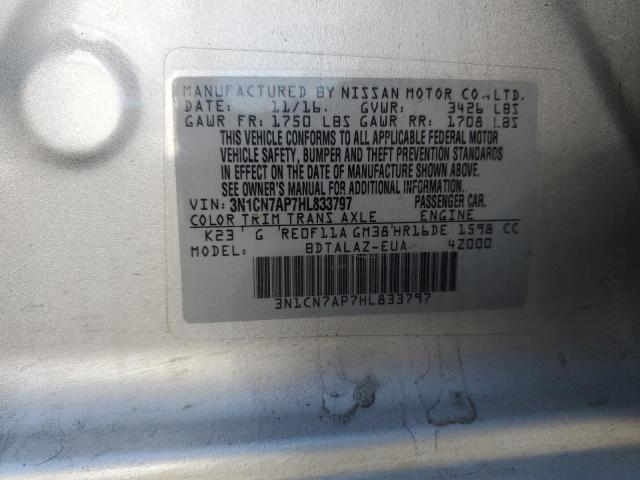 MANUFACTURED BY NISSAN MOTOR CO.,LTD.
DATE: 11/16. GVWR: 3426 LBS
GAWR FR: 1750 LBS GAWR RR: 1708 LBS
THIS VEHICLE CONFORMS TO ALL APPLICABLE FEDERAL MOTOR
VEHICLE SAFETY, BUMPER AND THEFT PREVENTION STANDARDS
IN EFFECT ON THE DATE OF MANUFACTURE SHOWN ABOVE.
SEE OWNER'S MANUAL FOR ADDITIONAL INFORMATION.
VIN: 3N1CN7AP7HL833797 PASSENGER CAR.
COLOR TRIM TRANS AXLE ENGINE
K23 G RE0F11A GM38 HR16DE 1598 CC
MODEL: BDTALAZ-EUA 4Z000
3N1CN7AP7HL833797